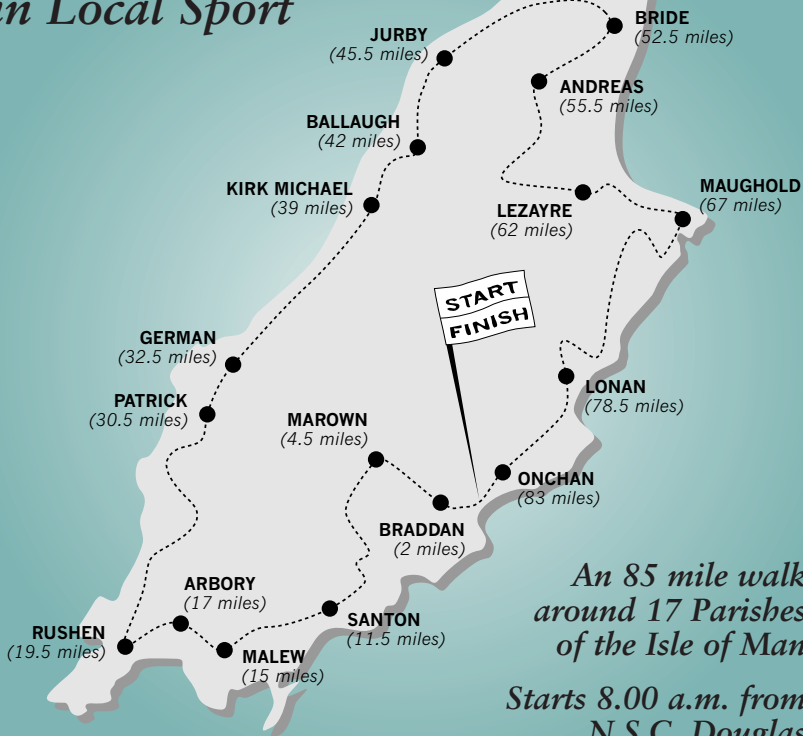 Local Sport
BRIDE
(52.5 miles)
JURBY
(45.5 miles)
ANDREAS
(55.5 miles)
BALLAUGH
(42 miles)
KIRK MICHAEL
(39 miles)
MAUGHOLD
(67 miles)
LEZAYRE
(62 miles)
START
FINISH
GERMAN
(32.5 miles)
PATRICK
(30.5 miles)
LONAN
(78.5 miles)
MAROWN
(4.5 miles)
ONCHAN
(83 miles)
BRADDAN
(2 miles)
ARBORY
(17 miles)
SANTON
(11.5 miles)
RUSHEN
(19.5 miles)
MALEW
(15 miles)
An 85 mile walk
around 17 Parishes
of the Isle of Man
Starts 8.00 a.m. from
N.S.C. Douglas